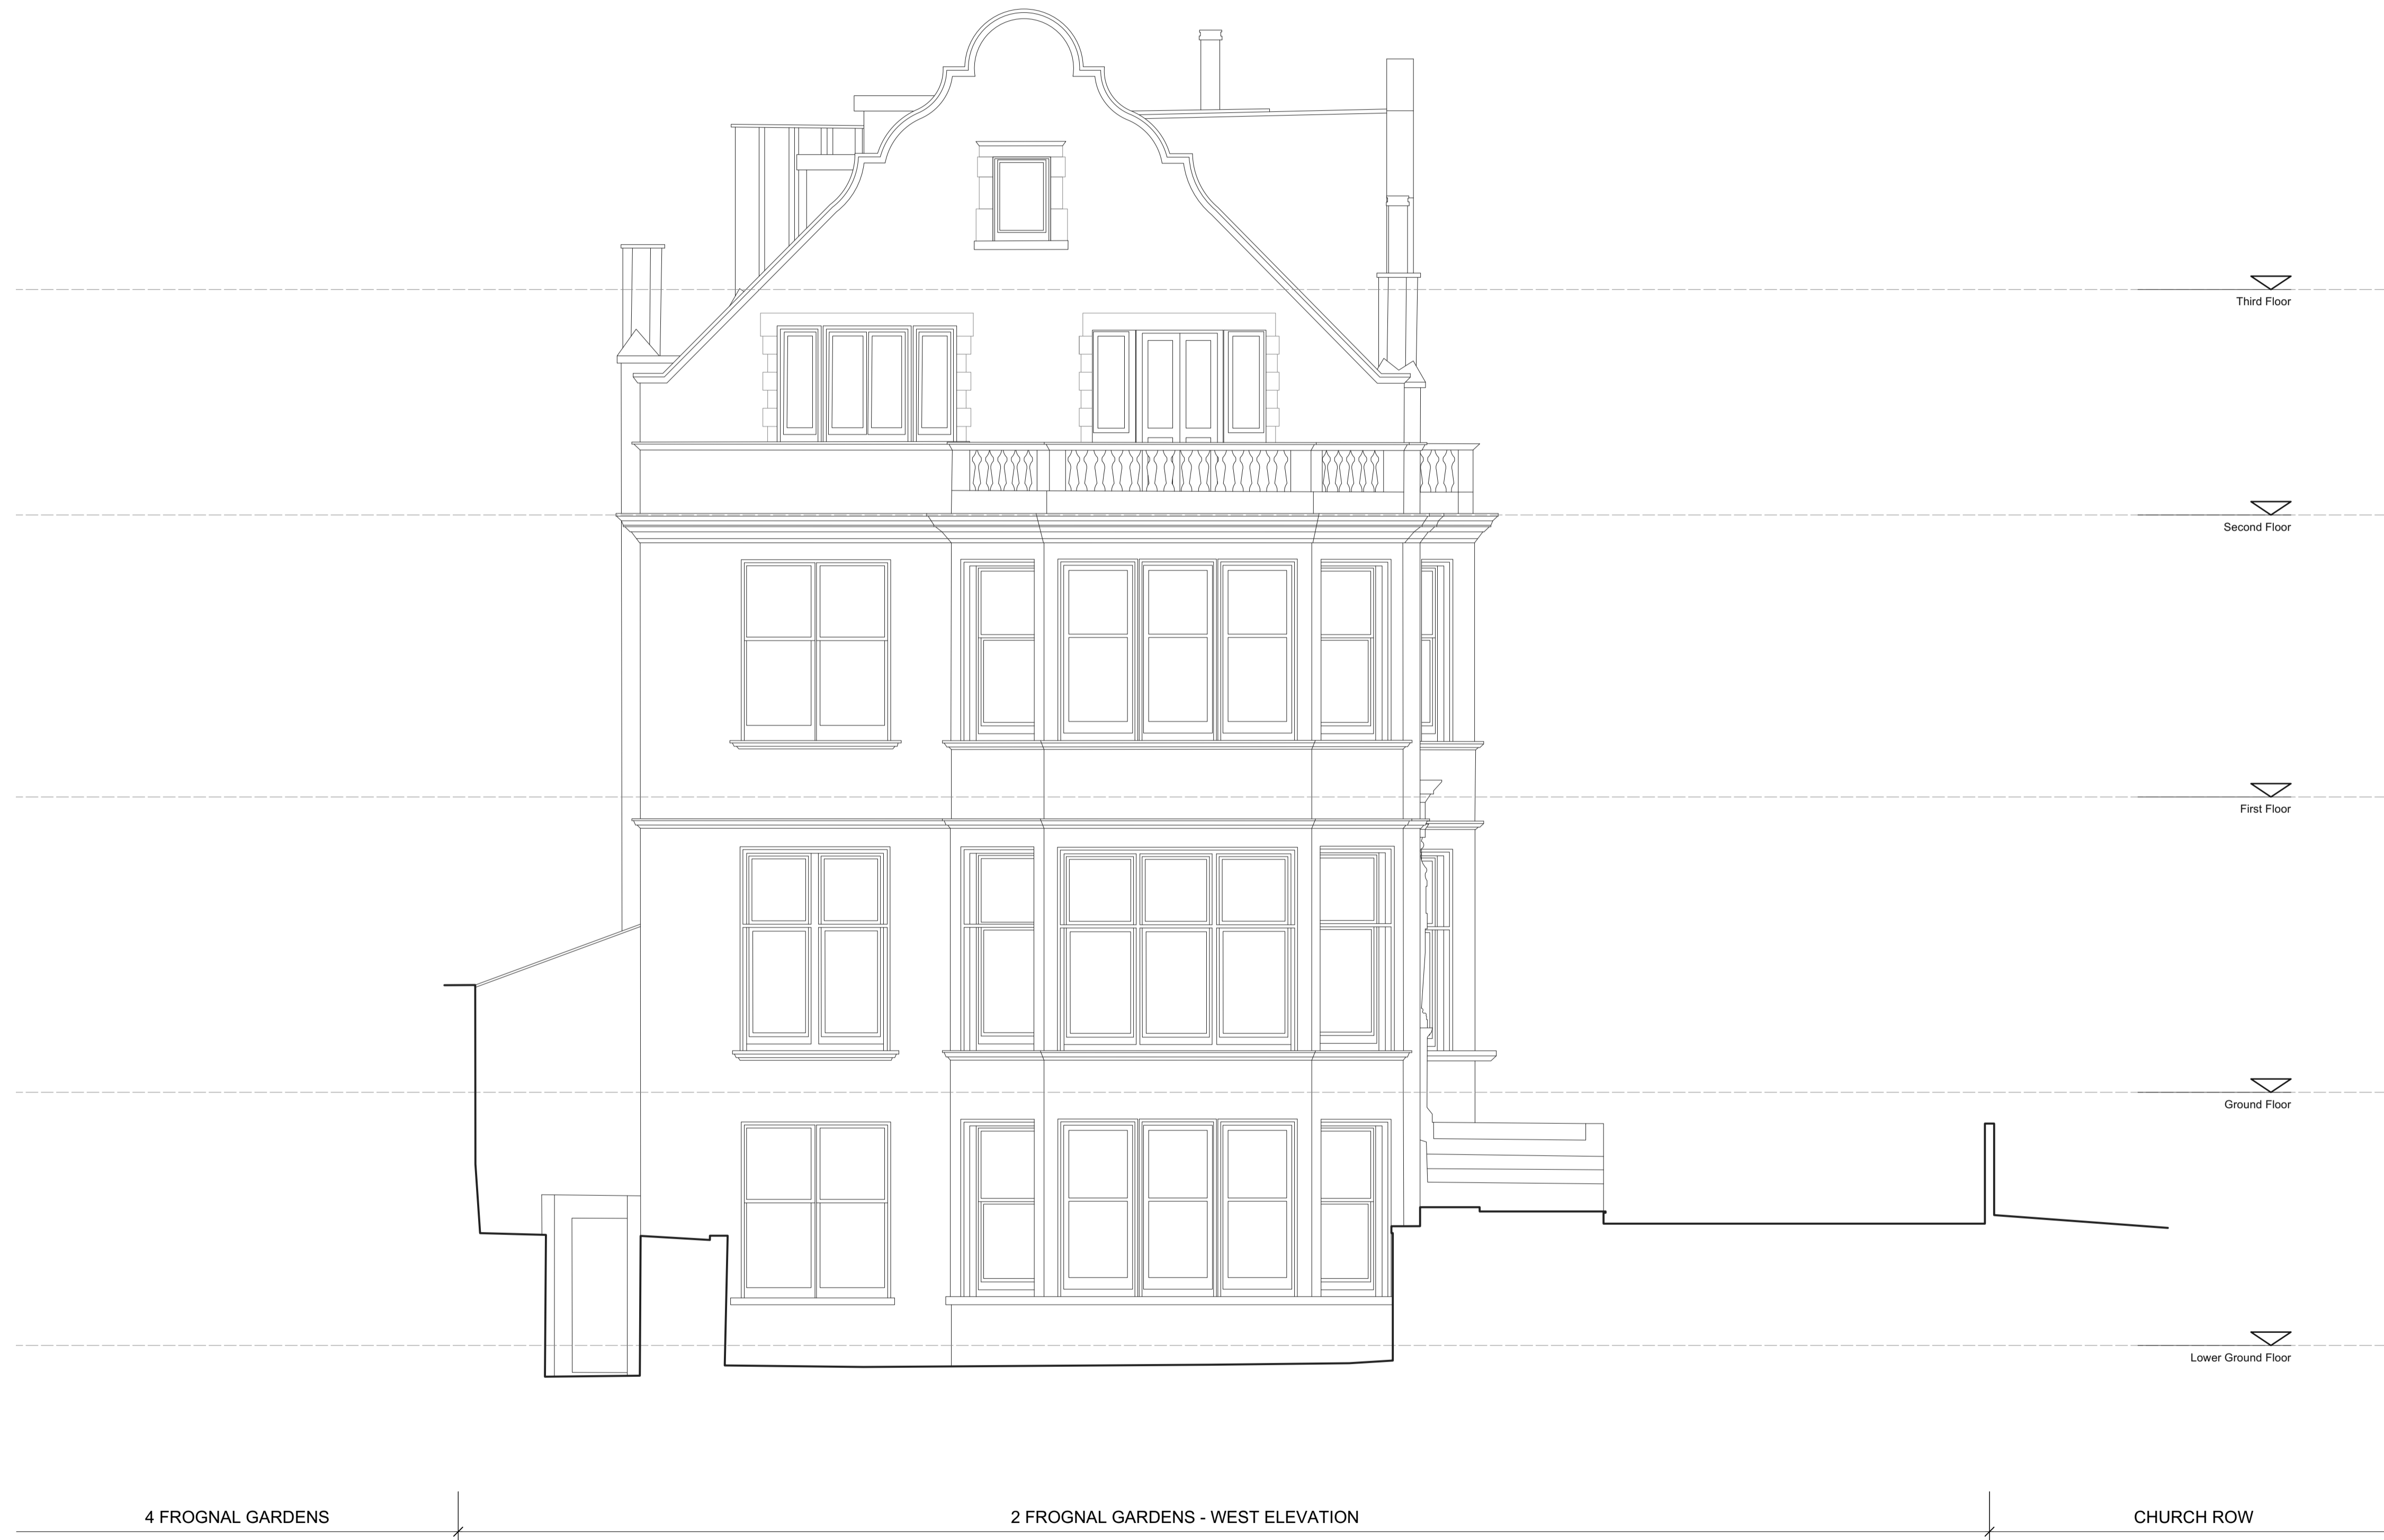 Third Floor
Second Floor
First Floor
Ground Floor
Lower Ground Floor
4 FROGNAL GARDENS
2 FROGNAL GARDENS - WEST ELEVATION
CHURCH ROW